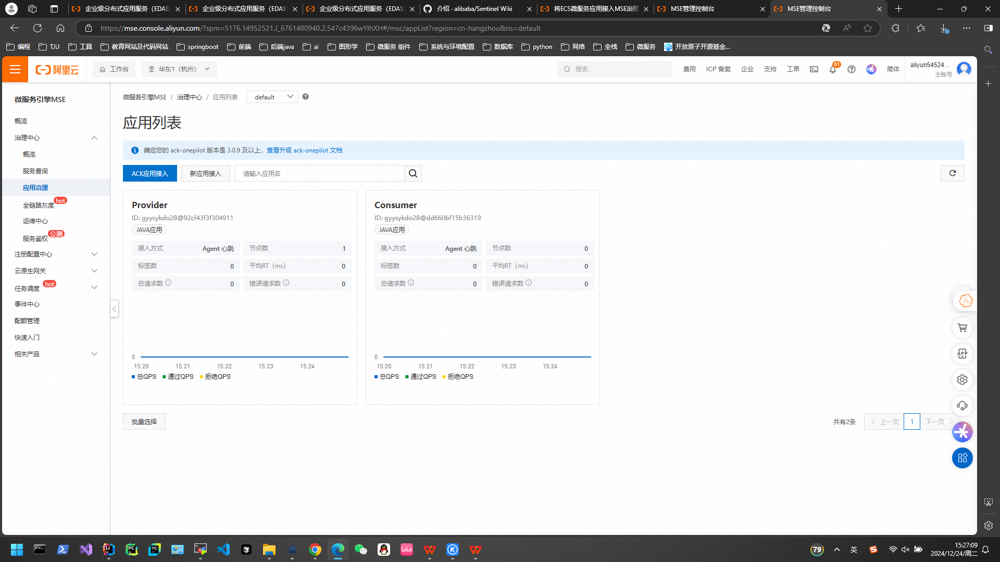 企业级分布式应用服务（EDAS）
企业级分布式应用服务（EDAS）
企业级分布式应用服务（EDAS）
介绍 · alibaba/Sentinel Wiki
将ECS微服务应用接入MSE治理
MSE管理控制台
MSE管理控制台
https://mse.console.aliyun.com/?spm=5176.14952521.J_6761480940.2.547c4396wYIhXH#/msc/appList?region=cn-hangzhou&ns=default
编程
TJU
工具
教育网站及代码网站
springboot
前端
后端java
ai
图形学
微服务 组件
系统与环境配置
数据库
python
网络
全栈
微服务
开放原子开源基金...
阿里云
工作台
华东1（杭州）
搜索...
费用
ICP 备案
企业
支持
工单
81
简体
aliyun54524...
主账号
微服务引擎MSE
概览
治理中心
概览
服务查询
应用治理
全链路灰度 hot
运维中心
服务鉴权 公测
注册配置中心
云原生网关
任务调度 hot
事件中心
配额管理
快速入门
相关产品
微服务引擎MSE / 治理中心 / 应用列表
default
应用列表
确定您的 ack-onepilot 版本是 3.0.9 及以上，查看升级 ack-onepilot 文档
ACK应用接入
新应用接入
请输入应用名
Provider
ID: gyysykdo28@92cf43f3f304911
JAVA应用
接入方式 Agent 心跳
节点数 1
标签数 0
平均RT（ms） 0
总请求数 0
错误请求数 0
0
15:20 15:21 15:22 15:23 15:24
总QPS 通过QPS 拒绝QPS
Consumer
ID: gyysykdo28@dd660bf15b36319
JAVA应用
接入方式 Agent 心跳
节点数 0
标签数 0
平均RT（ms） 0
总请求数 0
错误请求数 0
0
15:20 15:21 15:22 15:23 15:24
总QPS 通过QPS 拒绝QPS
批量选择
共有2条
上一页
1
下一页
APP
79
英
15:27:09
2024/12/24/周二